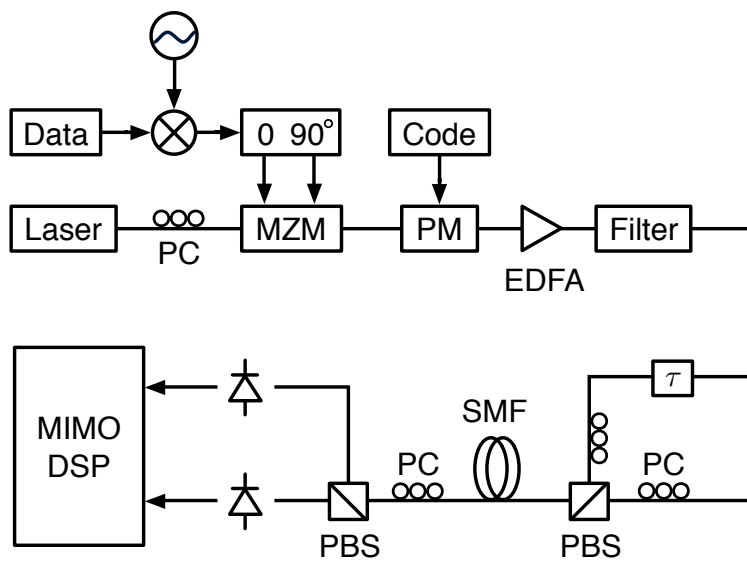 Data
0 90°
Code
Laser
PC
MZM
PM
EDFA
Filter
MIMO
DSP
PBS
PC
SMF
PBS
τ
PC